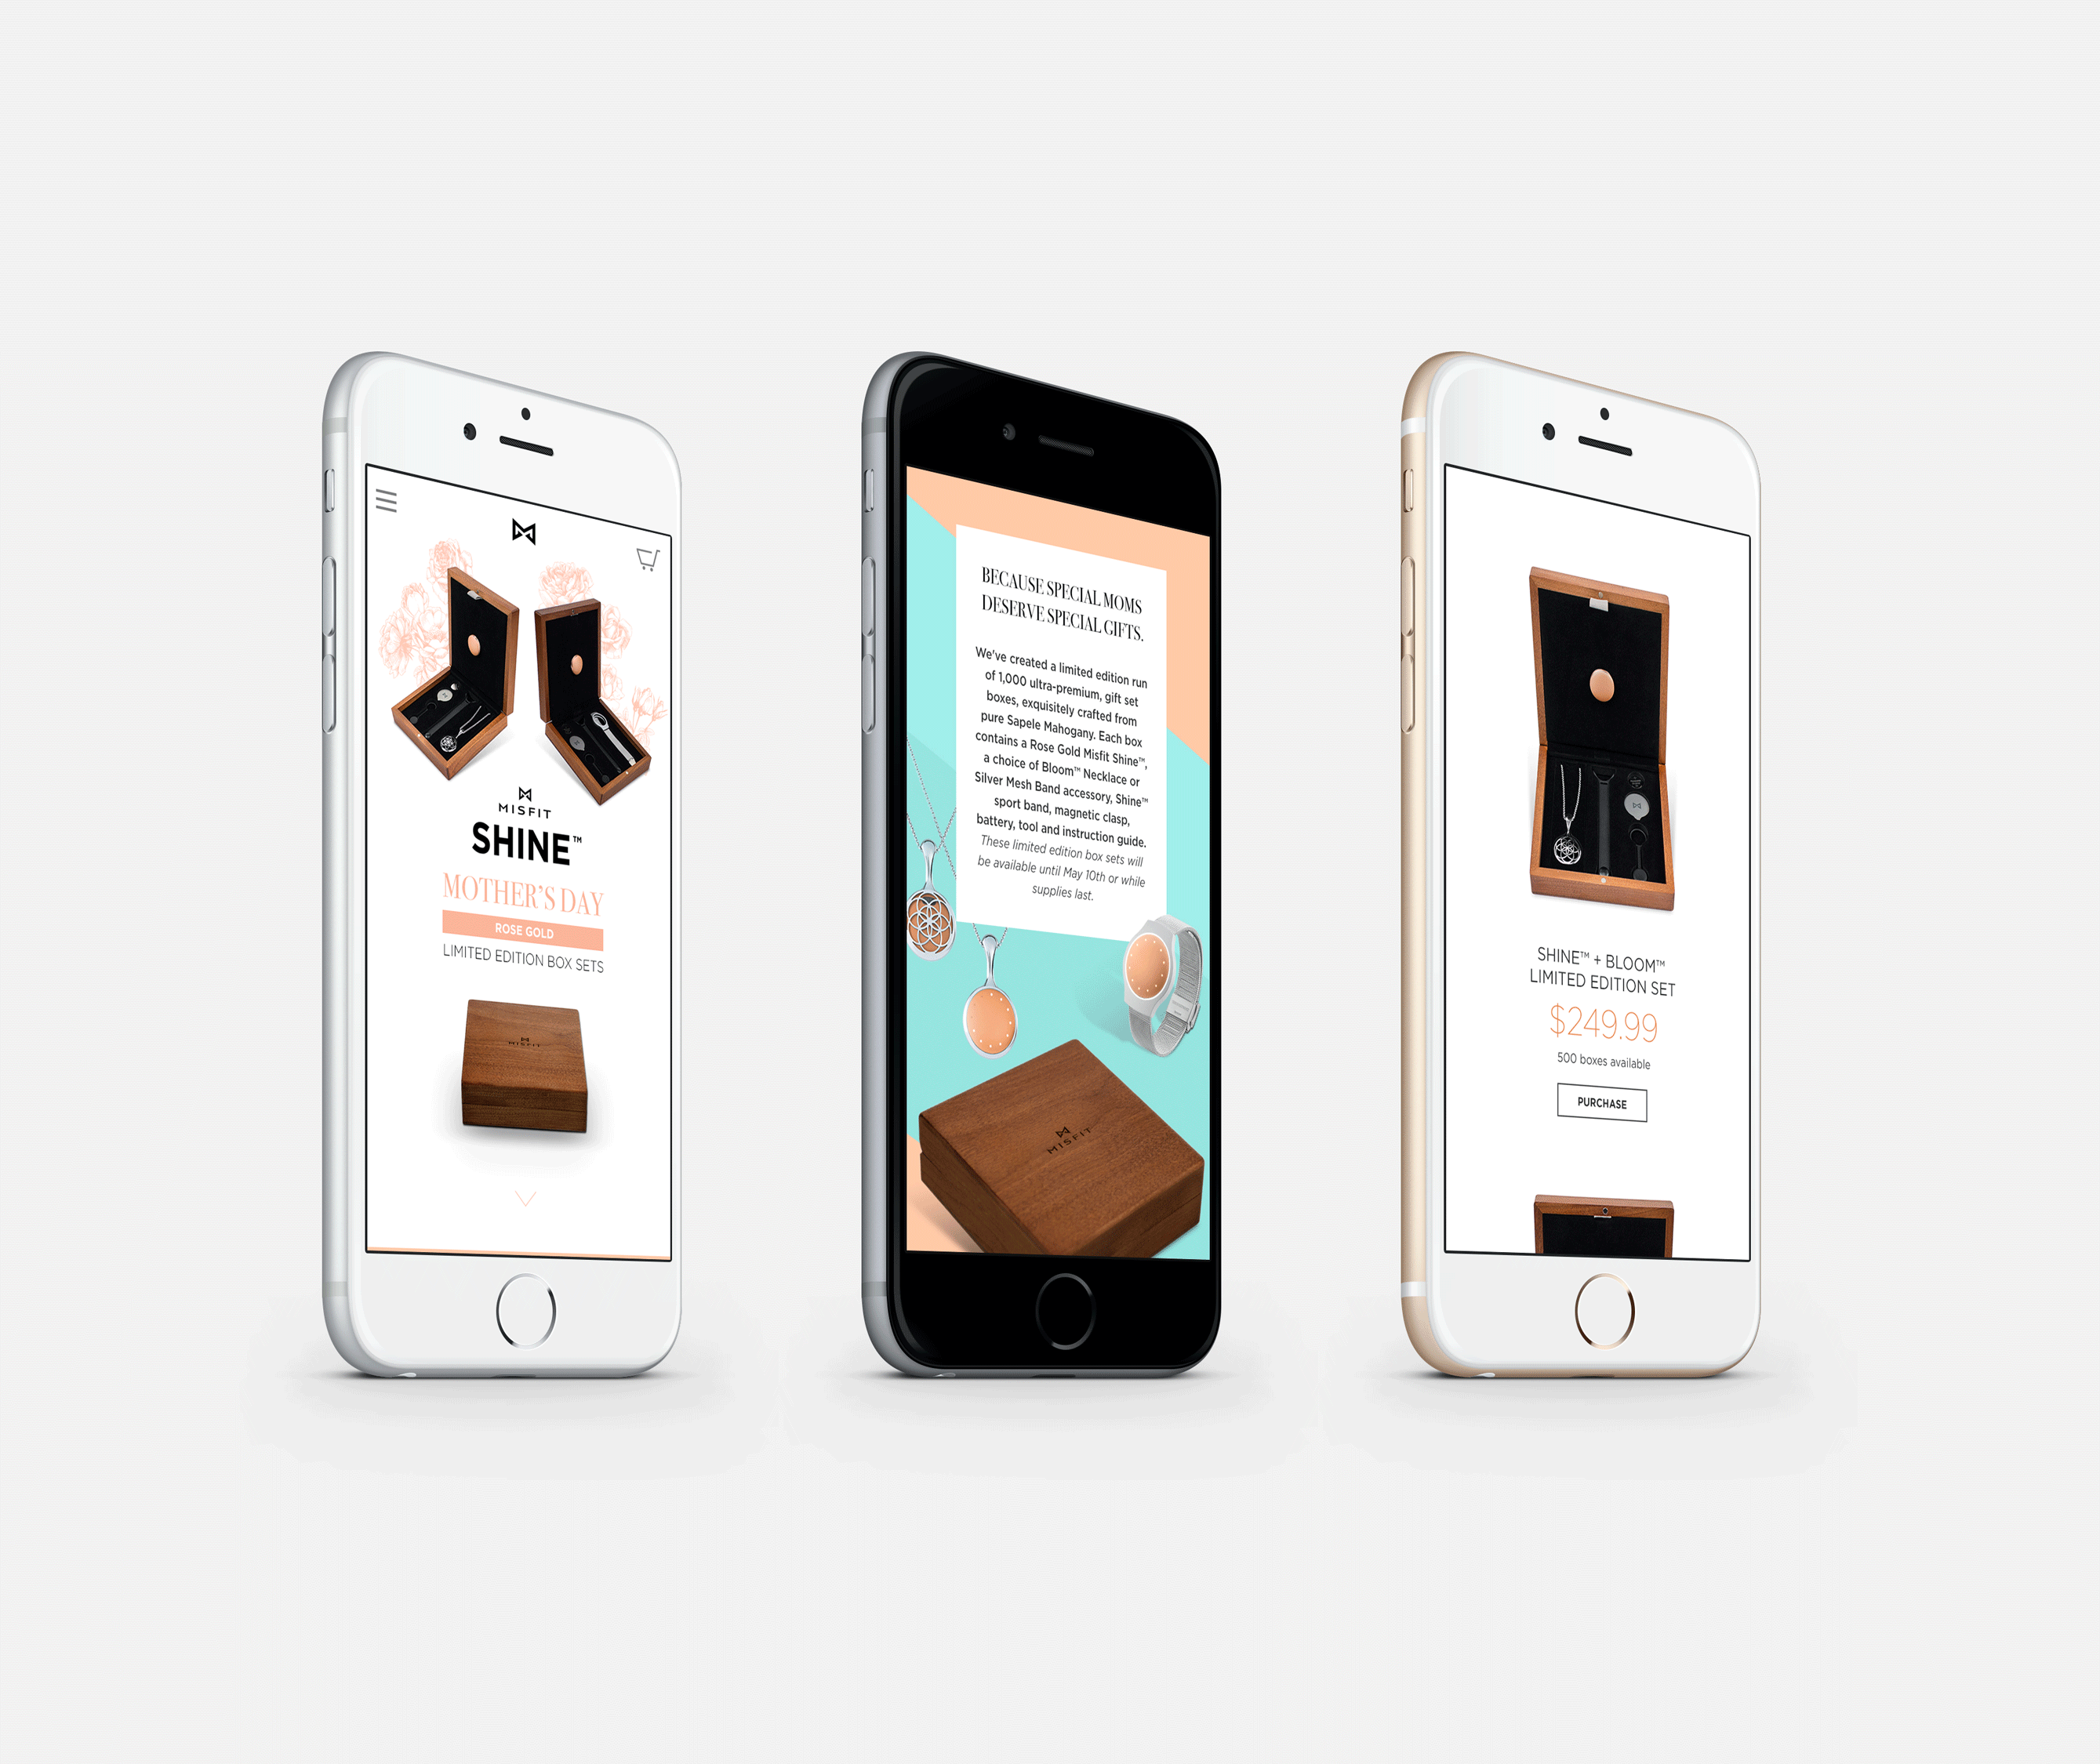 MISFIT
SHINE™
MOTHER'S DAY
ROSE GOLD
LIMITED EDITION BOX SETS
MISFIT
BECAUSE SPECIAL MOMS
DESERVE SPECIAL GIFTS.
We've created a limited edition run
of 1,000 ultra-premium, gift set
boxes, exquisitely crafted from
pure Sapele Mahogany. Each box
contains a Rose Gold Misfit Shine™,
a choice of Bloom™ Necklace or
Silver Mesh Band accessory, Shine™
sport band, magnetic clasp,
battery, tool and instruction guide.
These limited edition box sets will
be available until May 10th or while
supplies last.
MISFIT
SHINE™ + BLOOM™
LIMITED EDITION SET
$249.99
500 boxes available
PURCHASE